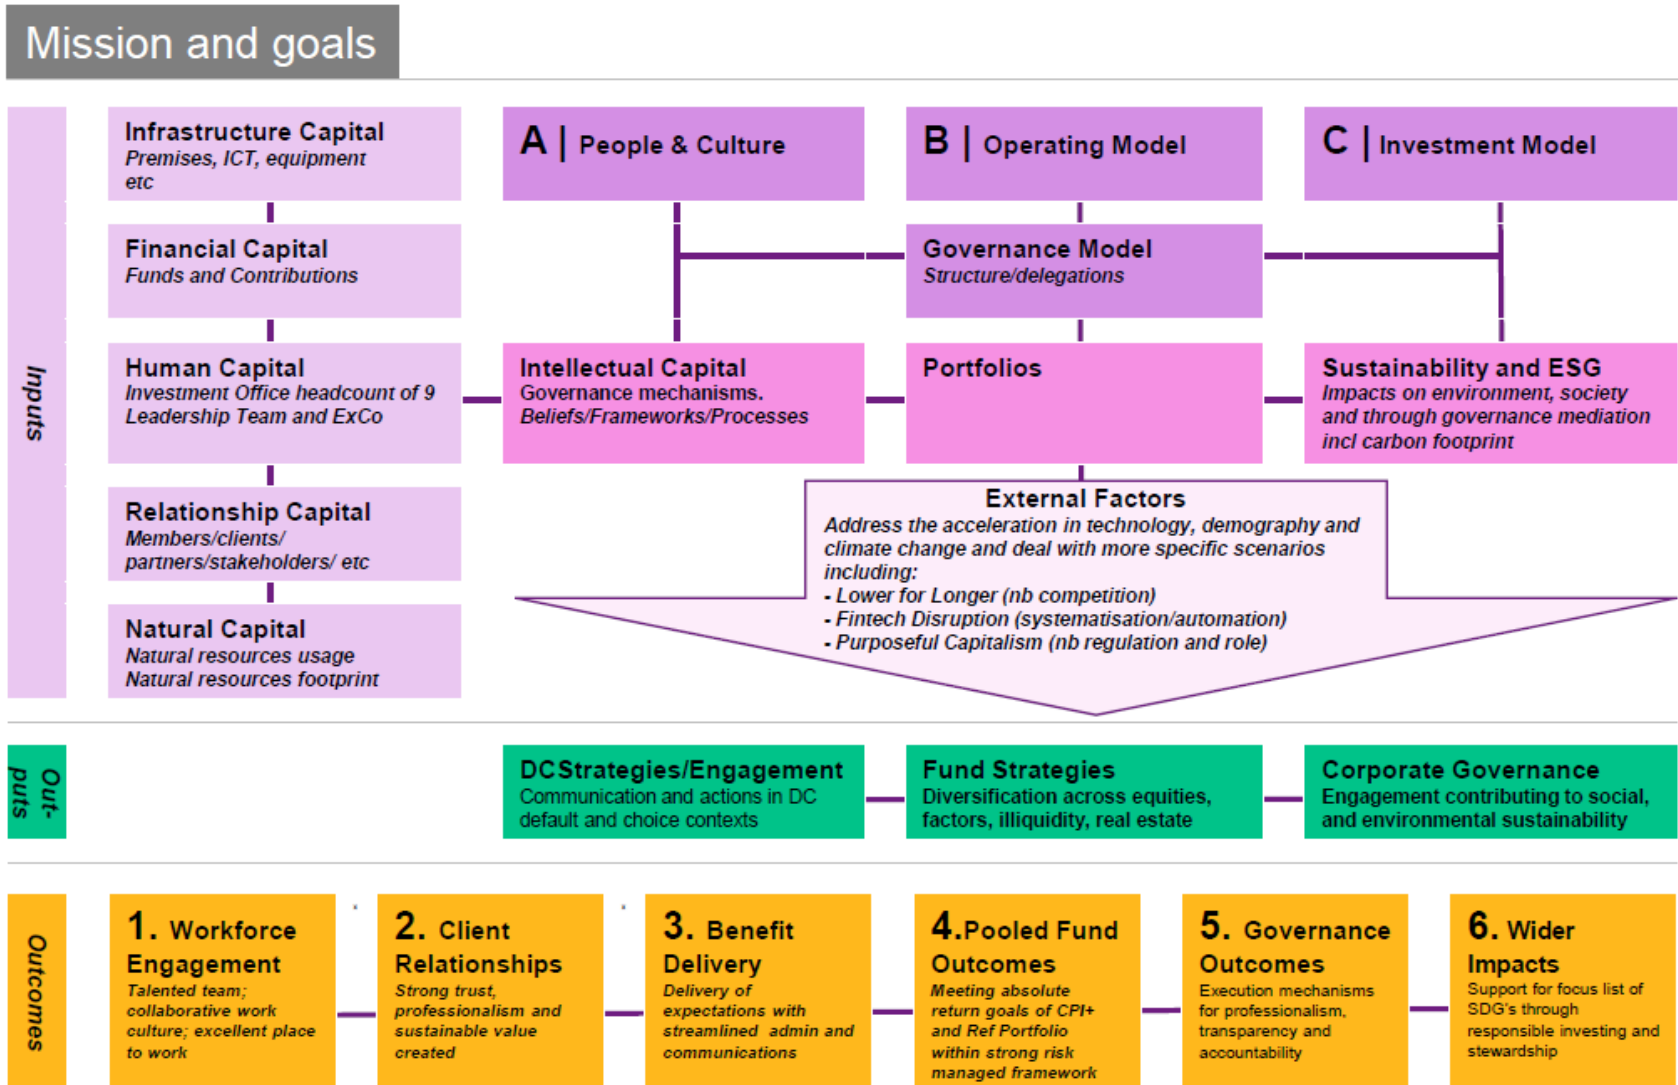 Mission and goals
Inputs
Infrastructure Capital
Premises, ICT, equipment
etc
Financial Capital
Funds and Contributions
Human Capital
Investment Office headcount of 9
Leadership Team and ExCo
Relationship Capital
Members/clients/
partners/stakeholders/ etc
Natural Capital
Natural resources usage
Natural resources footprint
A | People & Culture
B | Operating Model
C | Investment Model
Governance Model
Structure/delegations
Intellectual Capital
Governance mechanisms.
Beliefs/Frameworks/Processes
Portfolios
Sustainability and ESG
Impacts on environment, society
and through governance mediation
incl carbon footprint
External Factors
Address the acceleration in technology, demography and
climate change and deal with more specific scenarios
including:
- Lower for Longer (nb competition)
- Fintech Disruption (systematisation/automation)
- Purposeful Capitalism (nb regulation and role)
Out-
puts
DCStrategies/Engagement
Communication and actions in DC
default and choice contexts
Fund Strategies
Diversification across equities,
factors, illiquidity, real estate
Corporate Governance
Engagement contributing to social,
and environmental sustainability
Outcomes
1. Workforce
Engagement
Talented team;
collaborative work
culture; excellent place
to work
2. Client
Relationships
Strong trust,
professionalism and
sustainable value
created
3. Benefit
Delivery
Delivery of
expectations with
streamlined admin and
communications
4.Pooled Fund
Outcomes
Meeting absolute
return goals of CPI+
and Ref Portfolio
within strong risk
managed framework
5. Governance
Outcomes
Execution mechanisms
for professionalism,
transparency and
accountability
6. Wider
Impacts
Support for focus list of
SDG's through
responsible investing and
stewardship